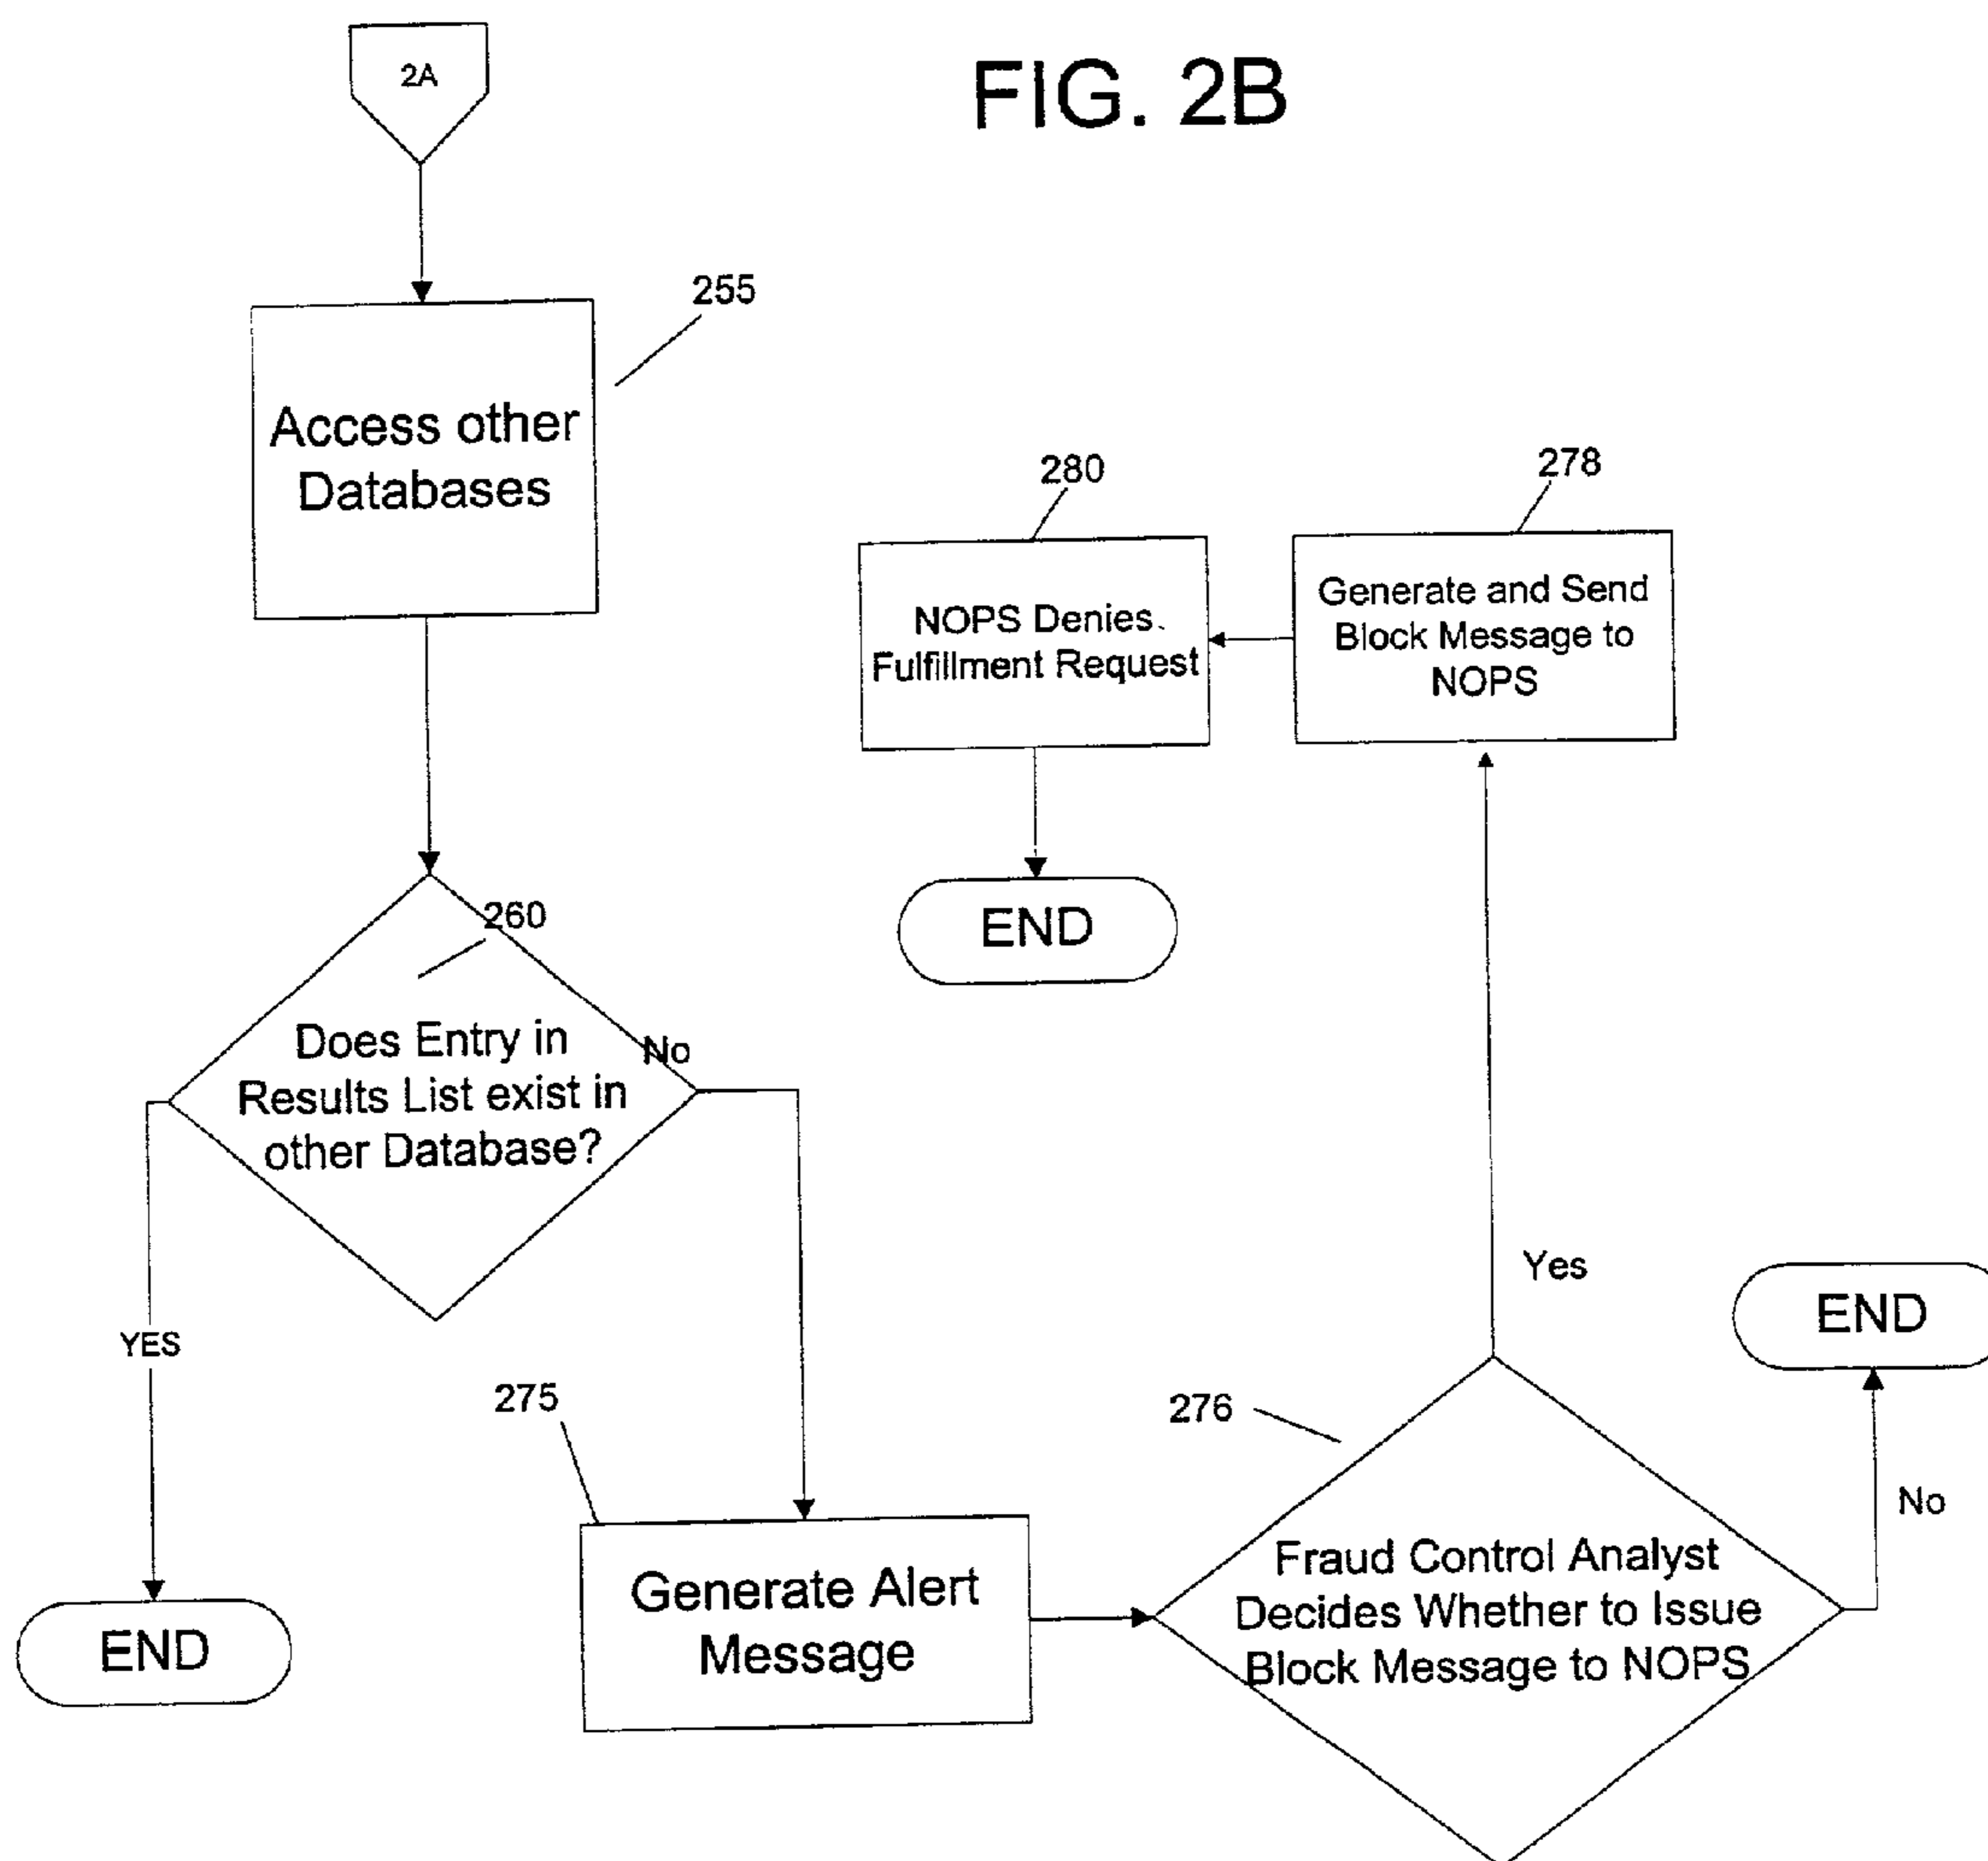 2A
FIG. 2B
255
Access other
Databases
280
278
NOPS Denies
Fulfillment Request
Generate and Send
Block Message to
NOPS
END
260
Does Entry in
Results List exist in
other Database?
No
YES
END
275
Generate Alert
Message
276
Fraud Control Analyst
Decides Whether to Issue
Block Message to NOPS
Yes
No
END